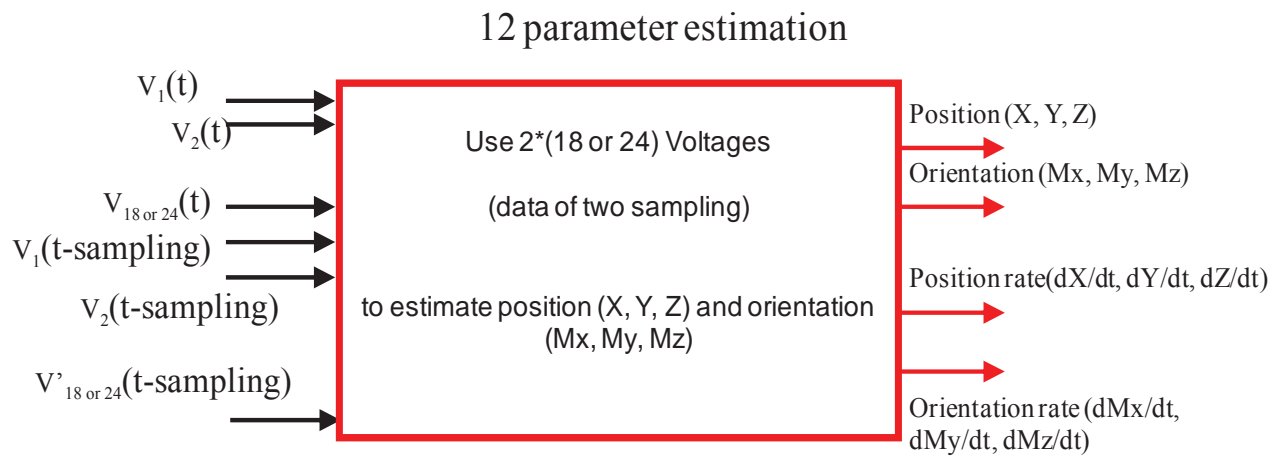 12 parameter estimation
V₁(t)
V₂(t)
V₁₈ or ₂₄(t)
V₁(t-sampling)
V₂(t-sampling)
V’₁₈ or ₂₄(t-sampling)
Use 2*(18 or 24) Voltages
(data of two sampling)
to estimate position (X, Y, Z) and orientation
(Mx, My, Mz)
Position (X, Y, Z)
Orientation (Mx, My, Mz)
Position rate(dX/dt, dY/dt, dZ/dt)
Orientation rate (dMx/dt,
dMy/dt, dMz/dt)